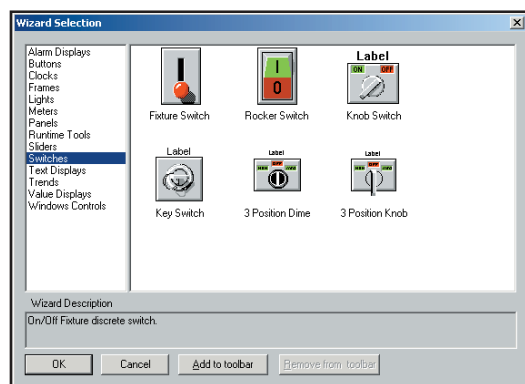 Wizard Selection
Alarm Displays
Buttons
Clocks
Frames
Lights
Meters
Panels
Runtime Tools
Sliders
Switches
Text Displays
Trends
Value Displays
Windows Controls
I
0
Label
ON OFF
Fixture Switch Rocker Switch Knob Switch
Label Label Label
OFF OFF
Key Switch 3 Position Dime 3 Position Knob
Wizard Description
On/Off Fixture discrete switch.
OK Cancel Add to toolbar Remove from toolbar